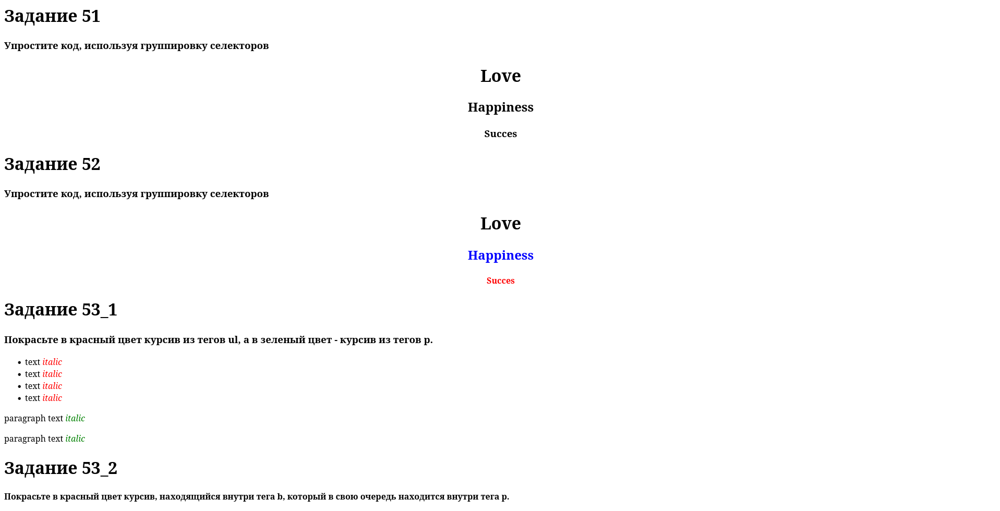 Задание 51
Упростите код, используя группировку селекторов
Love
Happiness
Succes
Задание 52
Упростите код, используя группировку селекторов
Love
Happiness
Succes
Задание 53_1
Покрасьте в красный цвет курсив из тегов ul, а в зеленый цвет - курсив из тегов p.
• text italic
• text italic
• text italic
• text italic
paragraph text italic
paragraph text italic
Задание 53_2
Покрасьте в красный цвет курсив, находящийся внутри тега b, который в свою очередь находится внутри тега p.